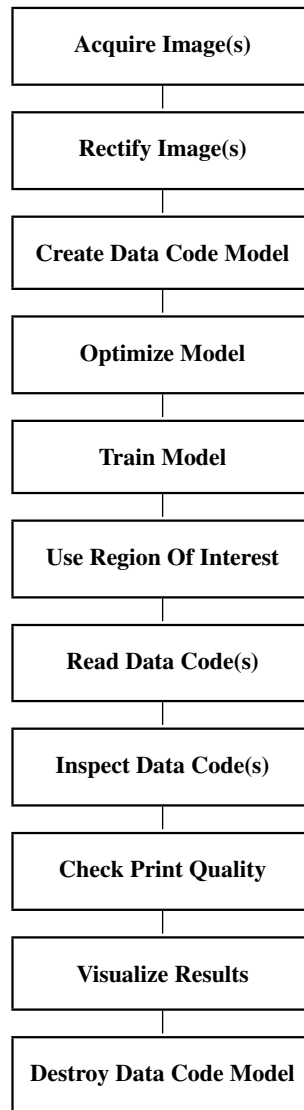 Acquire Image(s)
Rectify Image(s)
Create Data Code Model
Optimize Model
Train Model
Use Region Of Interest
Read Data Code(s)
Inspect Data Code(s)
Check Print Quality
Visualize Results
Destroy Data Code Model